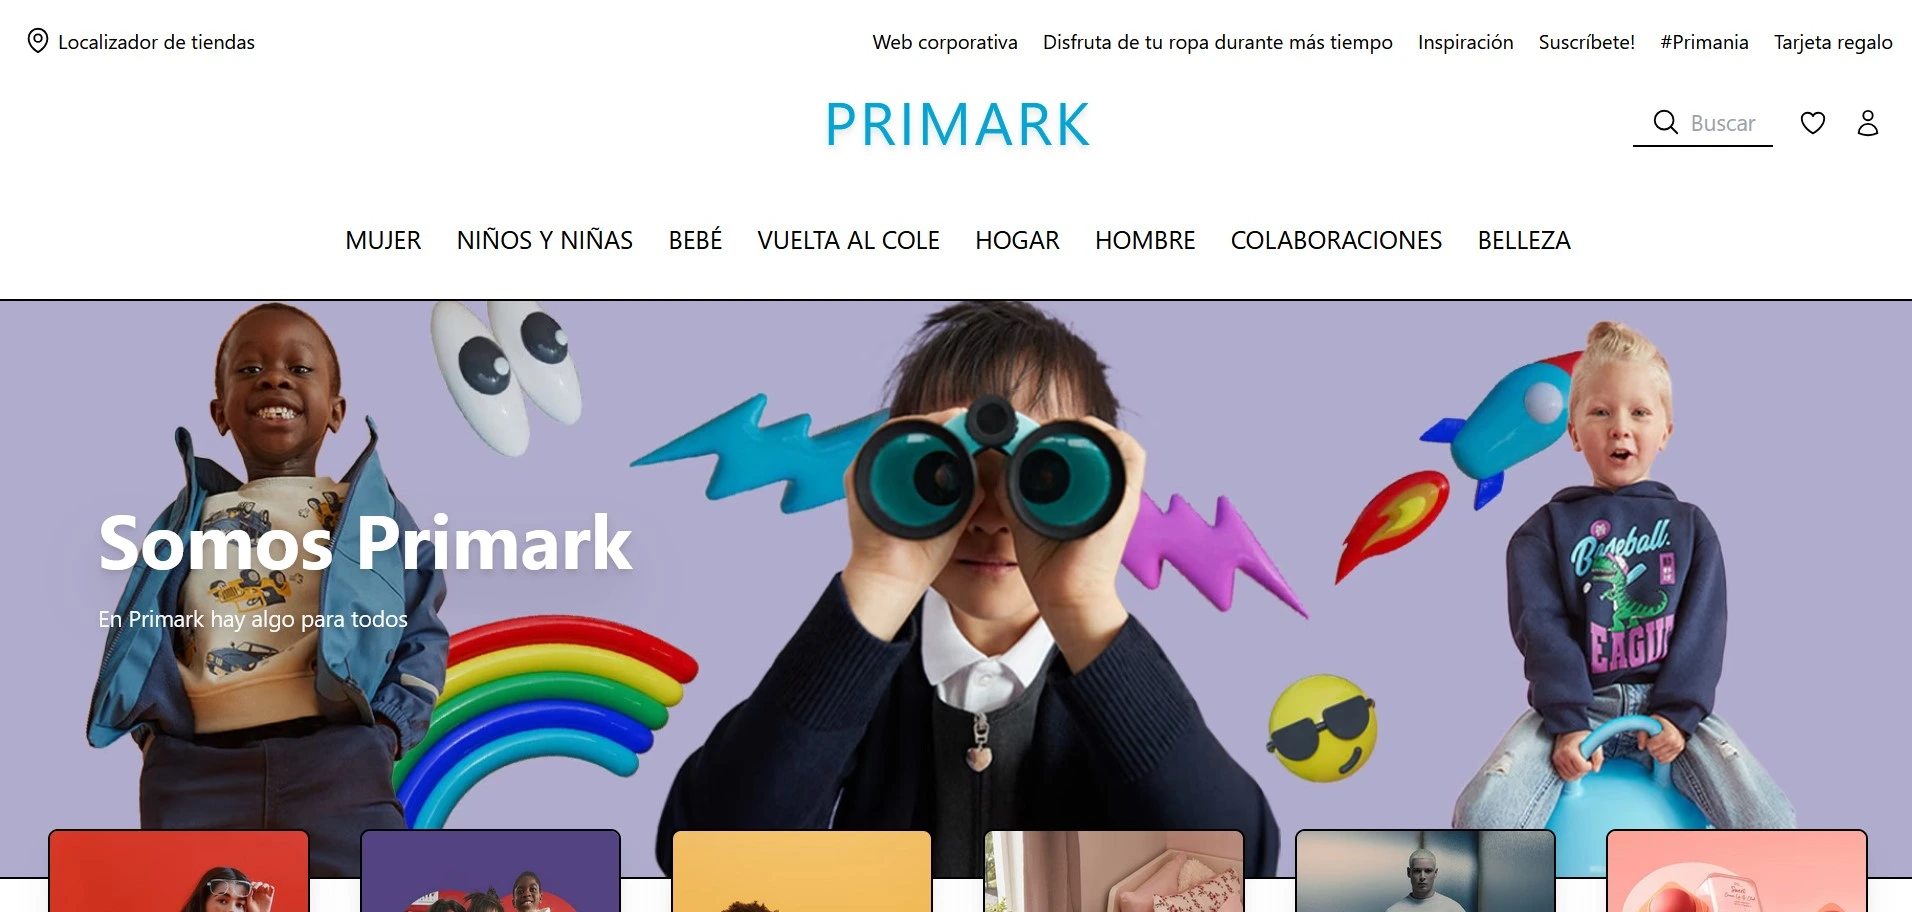 Localizador de tiendas
Web corporativa Disfruta de tu ropa durante más tiempo Inspiración Suscríbete! #Primania Tarjeta regalo
PRIMARK
Buscar
MUJER NIÑOS Y NIÑAS BEBÉ VUELTA AL COLE HOGAR HOMBRE COLABORACIONES BELLEZA
Somos Primark
En Primark hay algo para todos
Baseball.
EAGUE